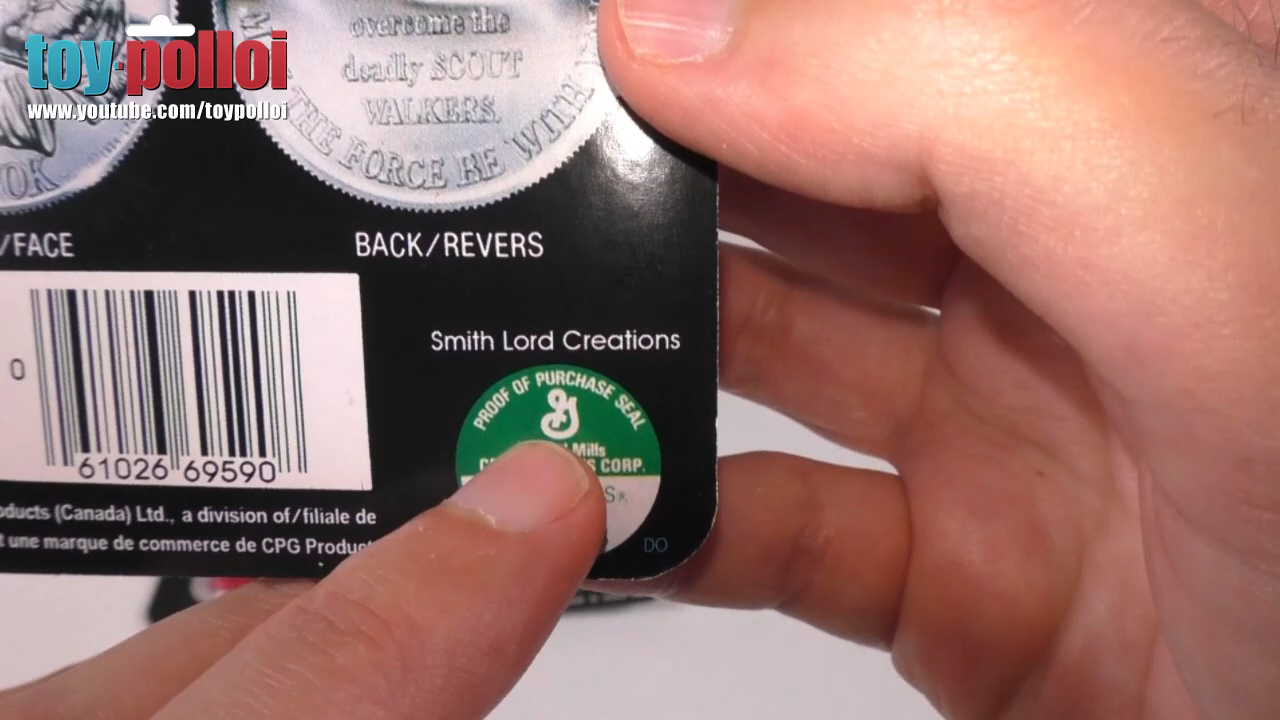 toy·polloi
www.youtube.com/toypolloi
overcome the
deadly SCOUT
WALKERS.
THE FORCE BE WITH
OK
/FACE
BACK/REVERS
Smith Lord Creations
0
61026 69590
PROOF OF PURCHASE SEAL
G
Mills
CORP.
DO
oducts (Canada) Ltd., a division of/filiale de
t une marque de commerce de CPG Product